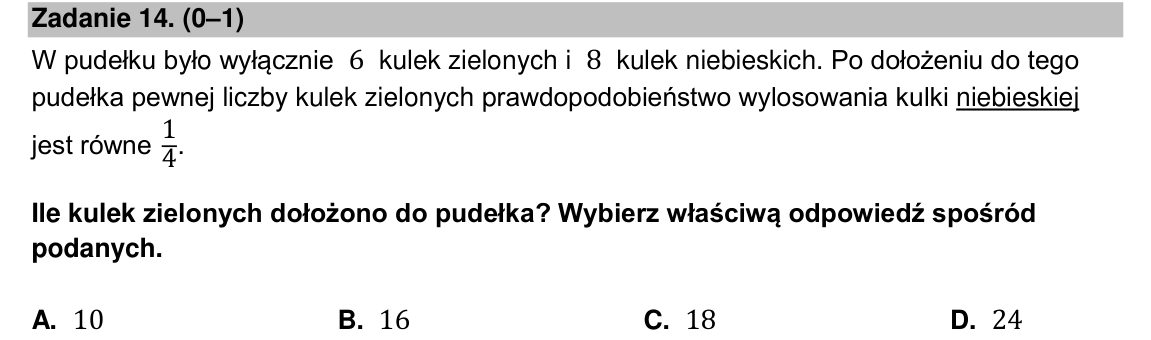 Zadanie 14. (0–1)
W pudełku było wyłącznie 6 kulek zielonych i 8 kulek niebieskich. Po dołożeniu do tego
pudełka pewnej liczby kulek zielonych prawdopodobieństwo wylosowania kulki niebieskiej
jest równe 1/4.
Ile kulek zielonych dołożono do pudełka? Wybierz właściwą odpowiedź spośród
podanych.
A. 10 B. 16 C. 18 D. 24